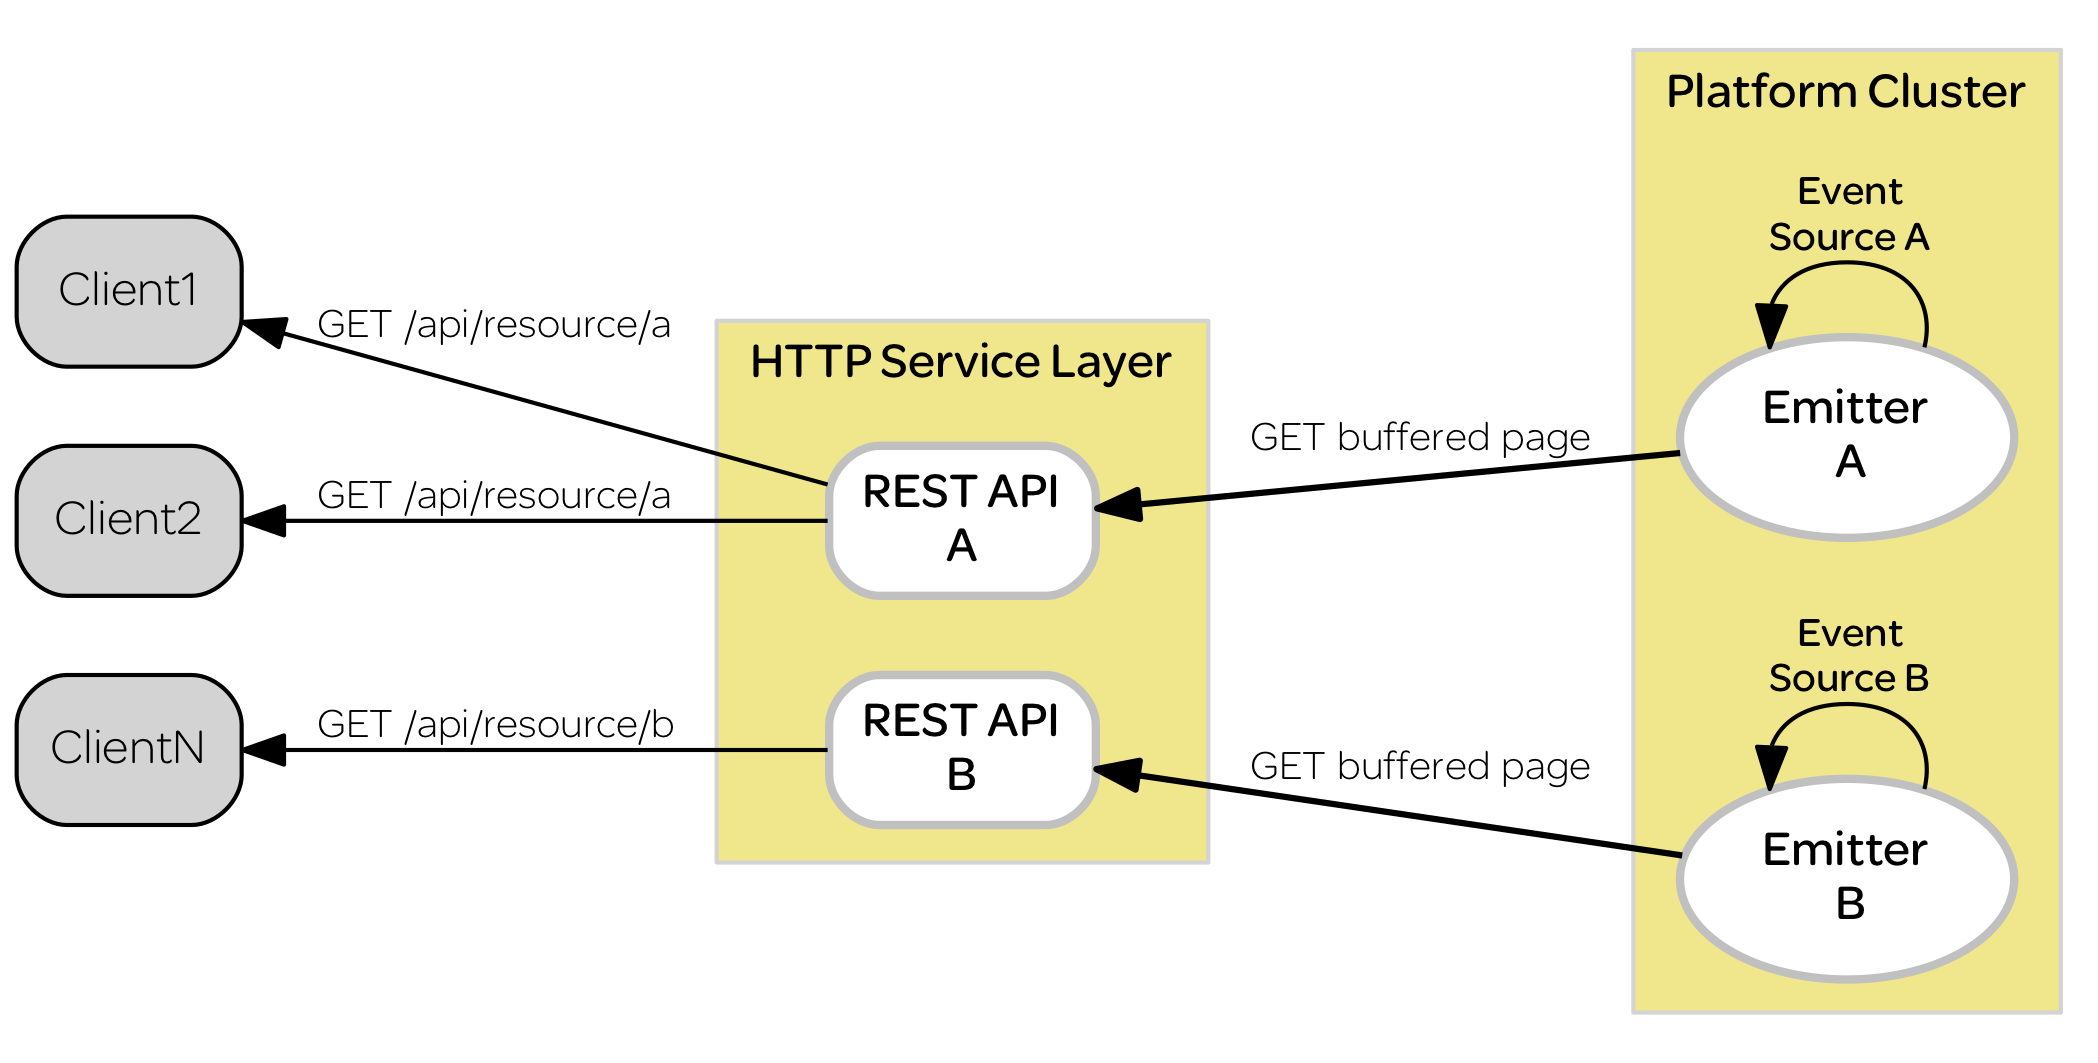 Platform Cluster
Event
Source A
Client1
GET /api/resource/a
HTTP Service Layer
Emitter
A
GET buffered page
Client2
GET /api/resource/a
REST API
A
Event
Source B
ClientN
GET /api/resource/b
REST API
B
GET buffered page
Emitter
B